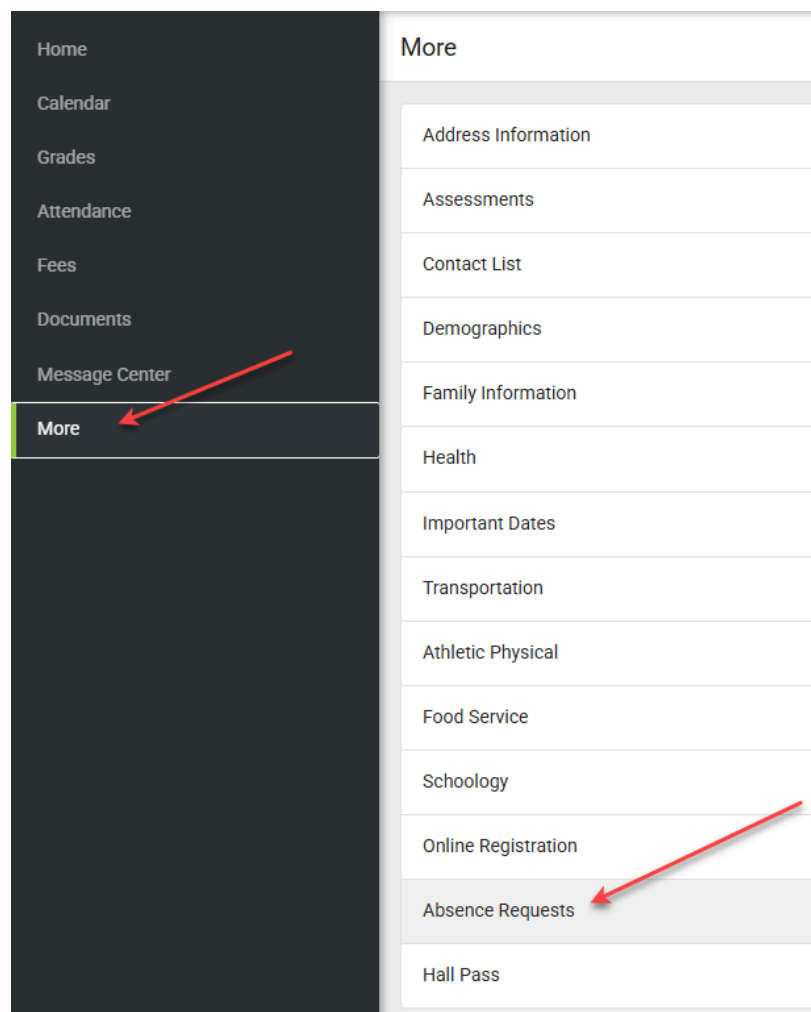 Home
Calendar
Grades
Attendance
Fees
Documents
Message Center
More
More
Address Information
Assessments
Contact List
Demographics
Family Information
Health
Important Dates
Transportation
Athletic Physical
Food Service
Schoology
Online Registration
Absence Requests
Hall Pass